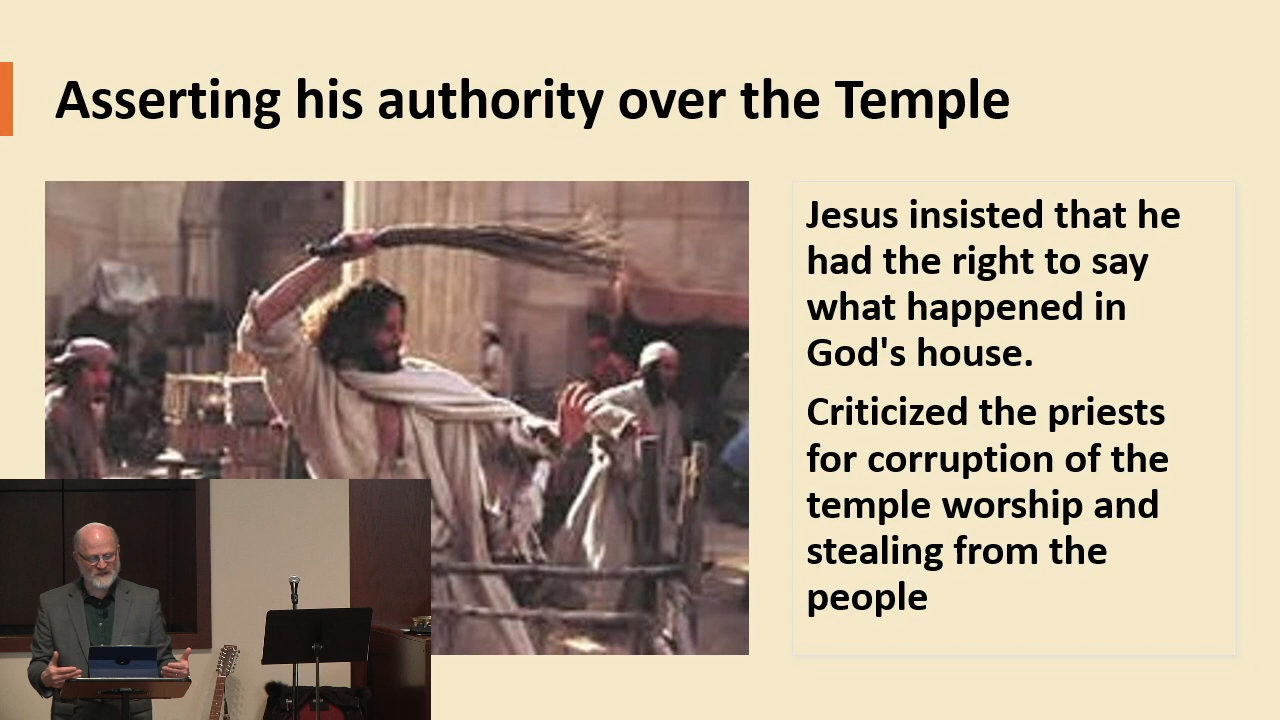 Asserting his authority over the Temple
Jesus insisted that he
had the right to say
what happened in
God's house.
Criticized the priests
for corruption of the
temple worship and
stealing from the
people